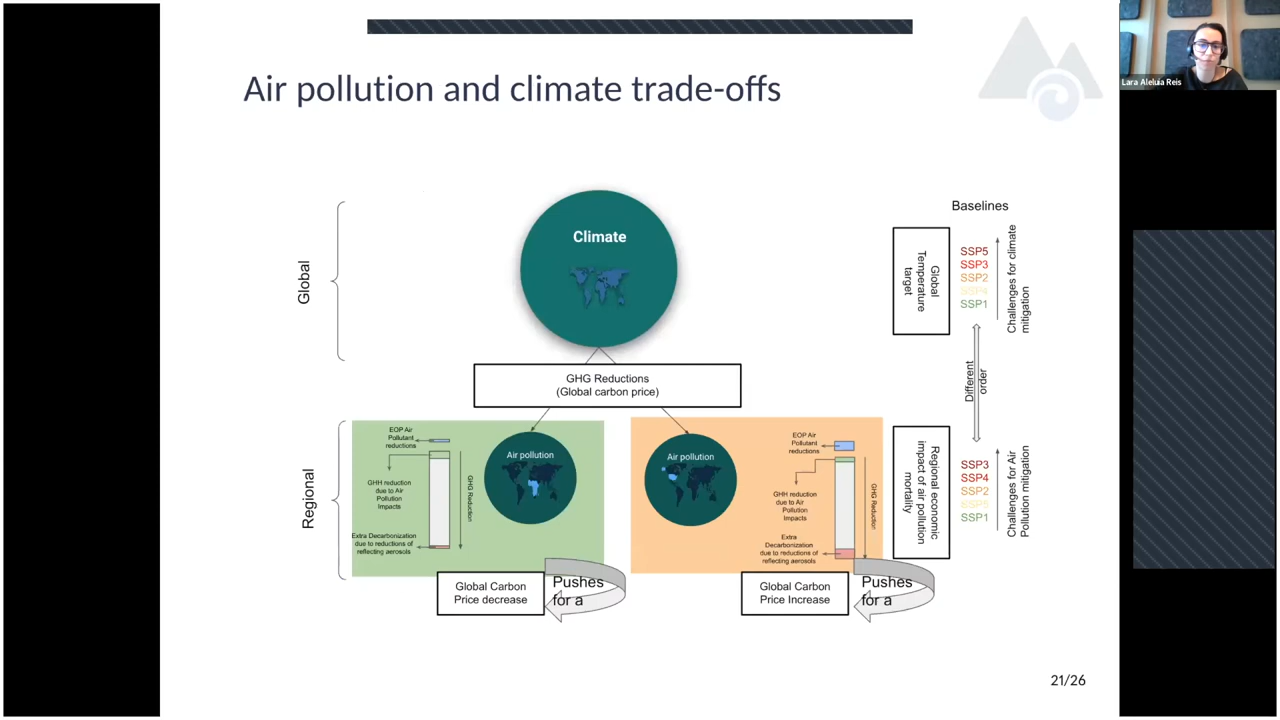 Air pollution and climate trade-offs
Lara Aleluia Reis
Global
Climate
GHG Reductions
(Global carbon price)
Baselines
Global
Temperature
target
SSP5
SSP3
SSP2
SSP4
SSP1
Challenges for climate
mitigation
Different
order
Regional
EOP Air
Pollutant
reductions
GHH reduction
due to Air
Pollution
Impacts
Extra Decarbonization
due to reductions of
reflecting aerosols
GHG Reduction
Air pollution
Global Carbon
Price decrease
Pushes
for a
Air pollution
EOP Air
Pollutant
reductions
GHH reduction
due to Air
Pollution
Impacts
Extra
Decarbonization
due to reductions of
reflecting aerosols
GHG Reduction
Global Carbon
Price Increase
Pushes
for a
Regional economic
impact of air pollution
mortality
SSP3
SSP4
SSP2
SSP5
SSP1
Challenges for Air
Pollution mitigation
21/26